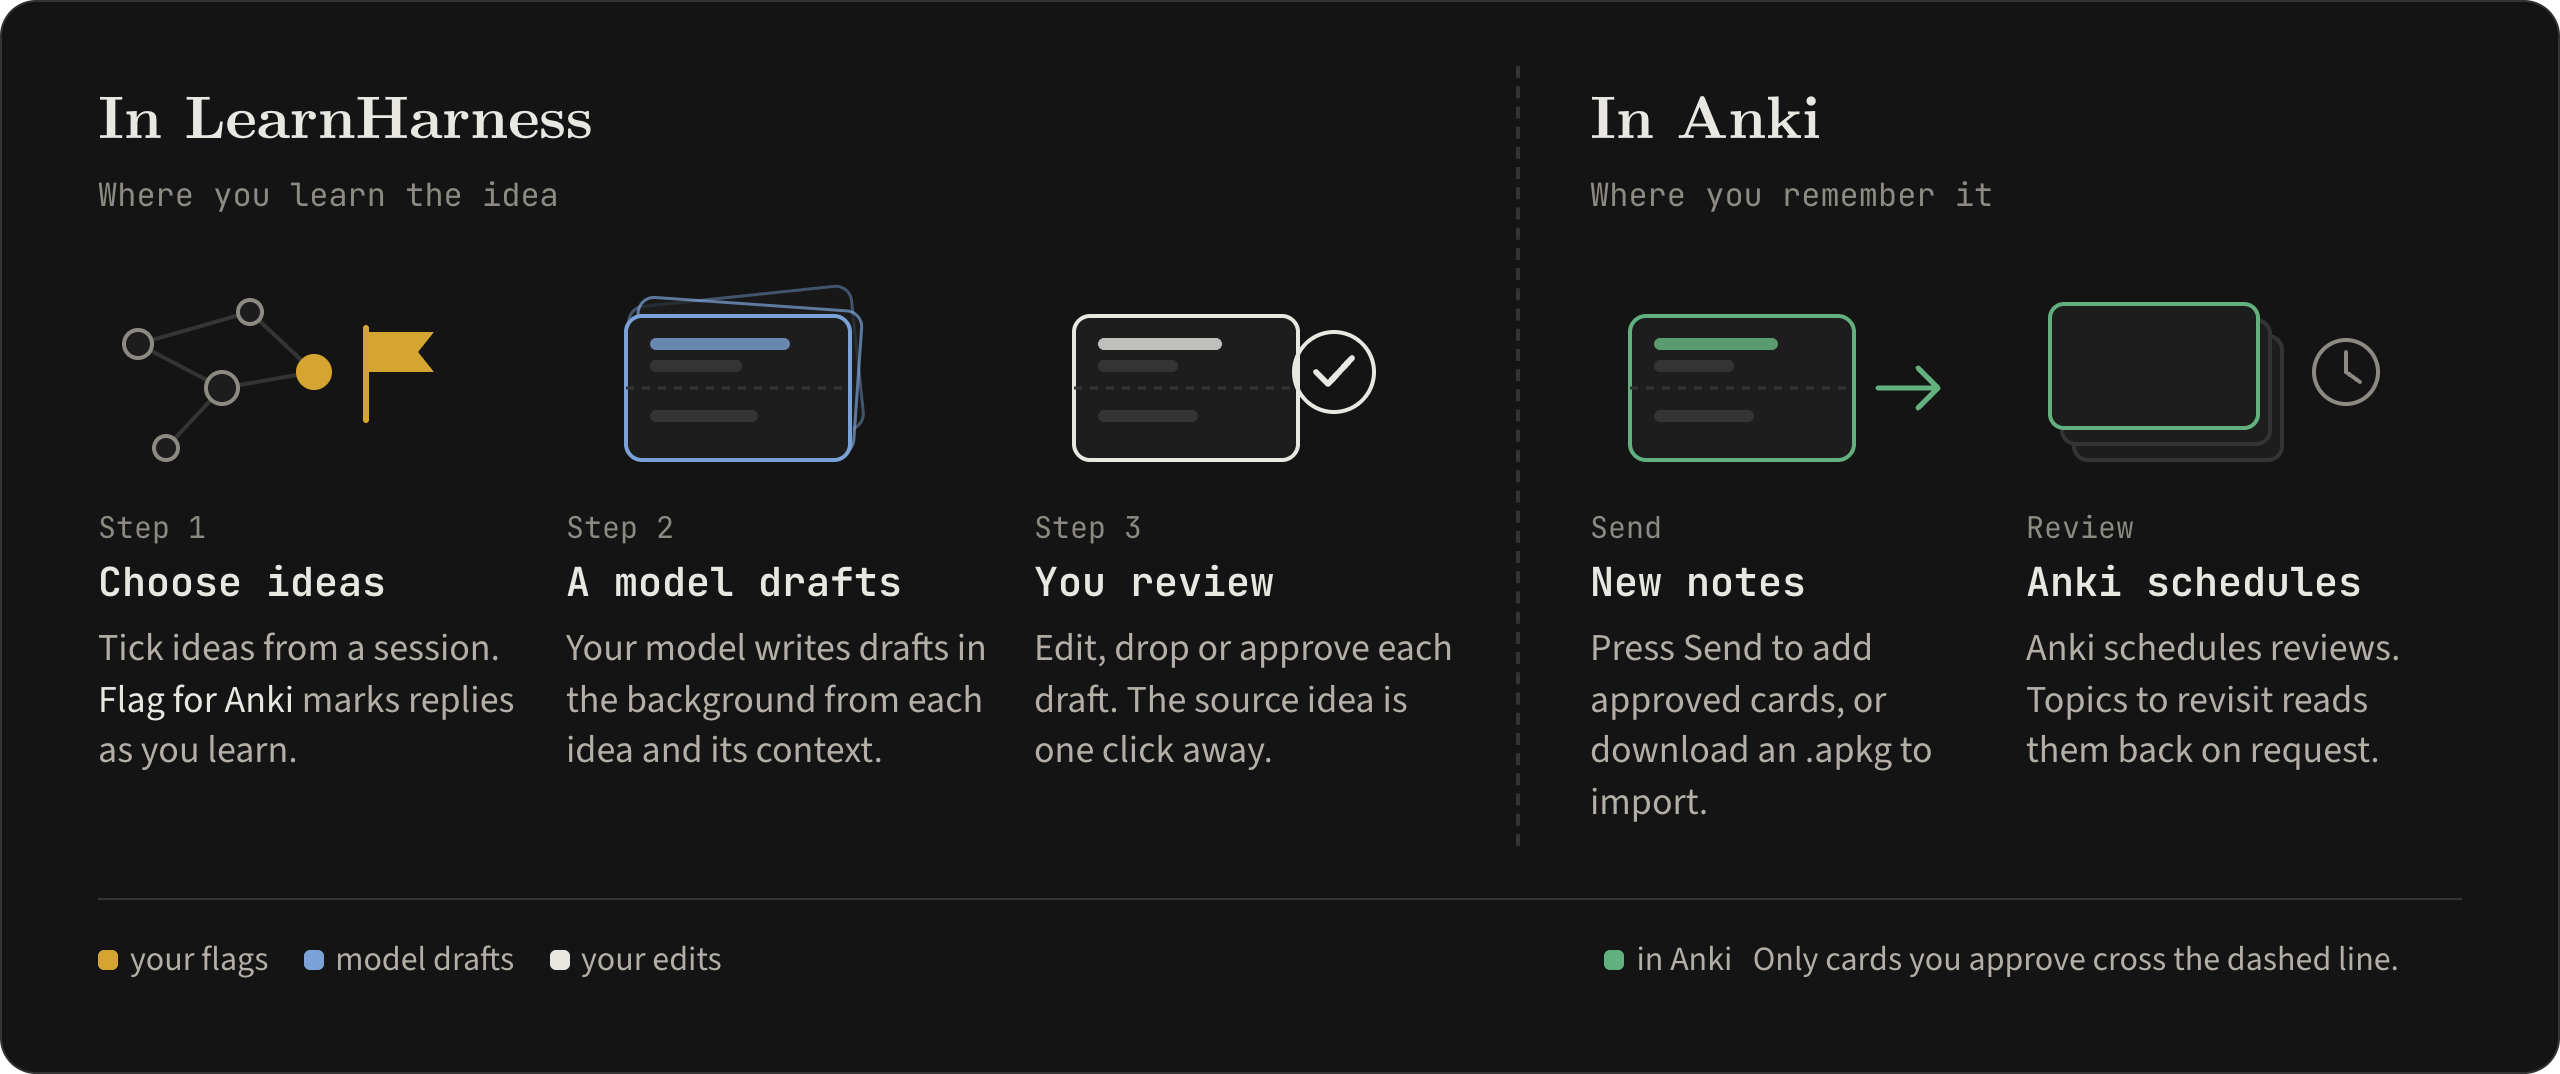 In LearnHarness
Where you learn the idea
Step 1
Choose ideas
Tick ideas from a session.
Flag for Anki marks replies
as you learn.
Step 2
A model drafts
Your model writes drafts in
the background from each
idea and its context.
Step 3
You review
Edit, drop or approve each
draft. The source idea is
one click away.
In Anki
Where you remember it
Send
New notes
Press Send to add
approved cards, or
download an .apkg to
import.
Review
Anki schedules
Anki schedules reviews.
Topics to revisit reads
them back on request.
your flags
model drafts
your edits
in Anki
Only cards you approve cross the dashed line.